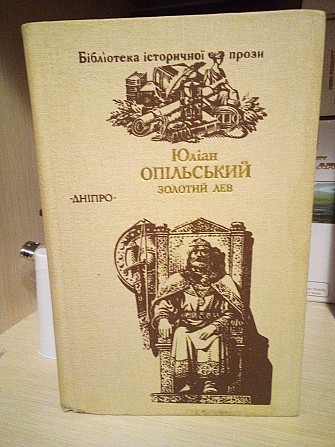 Бібліотека історичної прози
Юліан
ОПІЛЬСЬКИЙ
ЗОЛОТИЙ ЛЕВ
«ДНІПРО»